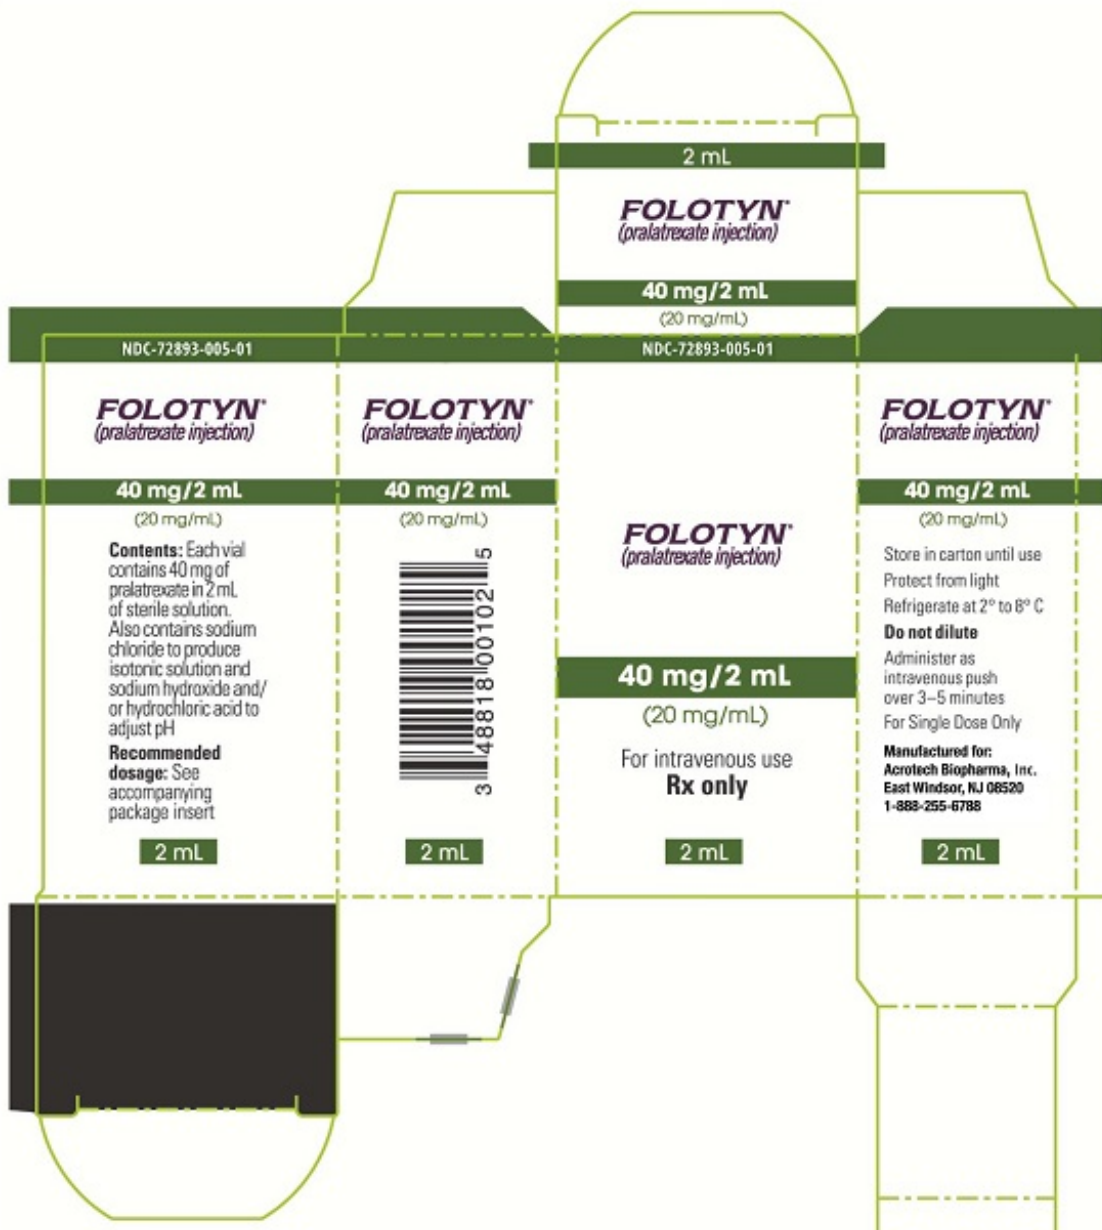 2 mL
FOLOTYN®
(pralatrexate injection)
40 mg/2 mL
(20 mg/mL)
NDC-72893-005-01
FOLOTYN®
(pralatrexate injection)
40 mg/2 mL
(20 mg/mL)
Contents: Each vial
contains 40 mg of
pralatrexate in 2 mL
of sterile solution.
Also contains sodium
chloride to produce
isotonic solution and
sodium hydroxide and/
or hydrochloric acid to
adjust pH
Recommended
dosage: See
accompanying
package insert
2 mL
FOLOTYN®
(pralatrexate injection)
40 mg/2 mL
(20 mg/mL)
3 48818 00102 5
2 mL
NDC-72893-005-01
FOLOTYN®
(pralatrexate injection)
40 mg/2 mL
(20 mg/mL)
For intravenous use
Rx only
2 mL
FOLOTYN®
(pralatrexate injection)
40 mg/2 mL
(20 mg/mL)
Store in carton until use
Protect from light
Refrigerate at 2° to 8° C
Do not dilute
Administer as
intravenous push
over 3–5 minutes
For Single Dose Only
Manufactured for:
Acrotech Biopharma, Inc.
East Windsor, NJ 08520
1-888-255-6788
2 mL